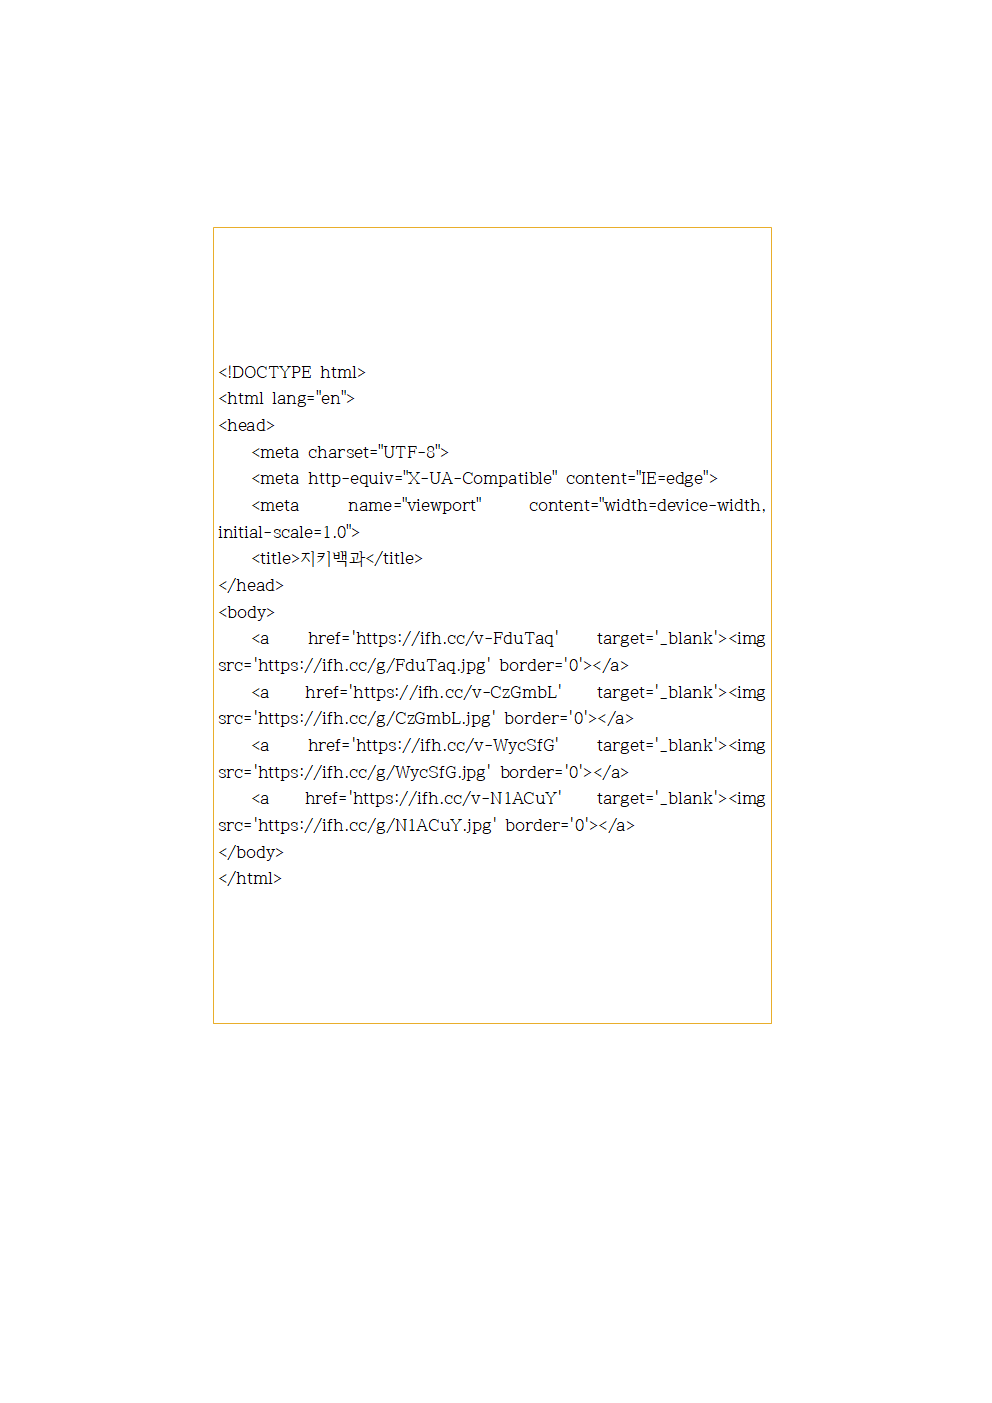 <!DOCTYPE html>
<html lang="en">
<head>
<meta charset="UTF-8">
<meta http-equiv="X-UA-Compatible" content="IE=edge">
<meta name="viewport" content="width=device-width,
initial-scale=1.0">
<title>지키백과</title>
</head>
<body>
<a href='https://ifh.cc/v-FduTaq' target='_blank'><img
src='https://ifh.cc/g/FduTaq.jpg' border='0'></a>
<a href='https://ifh.cc/v-CzGmbL' target='_blank'><img
src='https://ifh.cc/g/CzGmbL.jpg' border='0'></a>
<a href='https://ifh.cc/v-WycSfG' target='_blank'><img
src='https://ifh.cc/g/WycSfG.jpg' border='0'></a>
<a href='https://ifh.cc/v-N1ACuY' target='_blank'><img
src='https://ifh.cc/g/N1ACuY.jpg' border='0'></a>
</body>
</html>